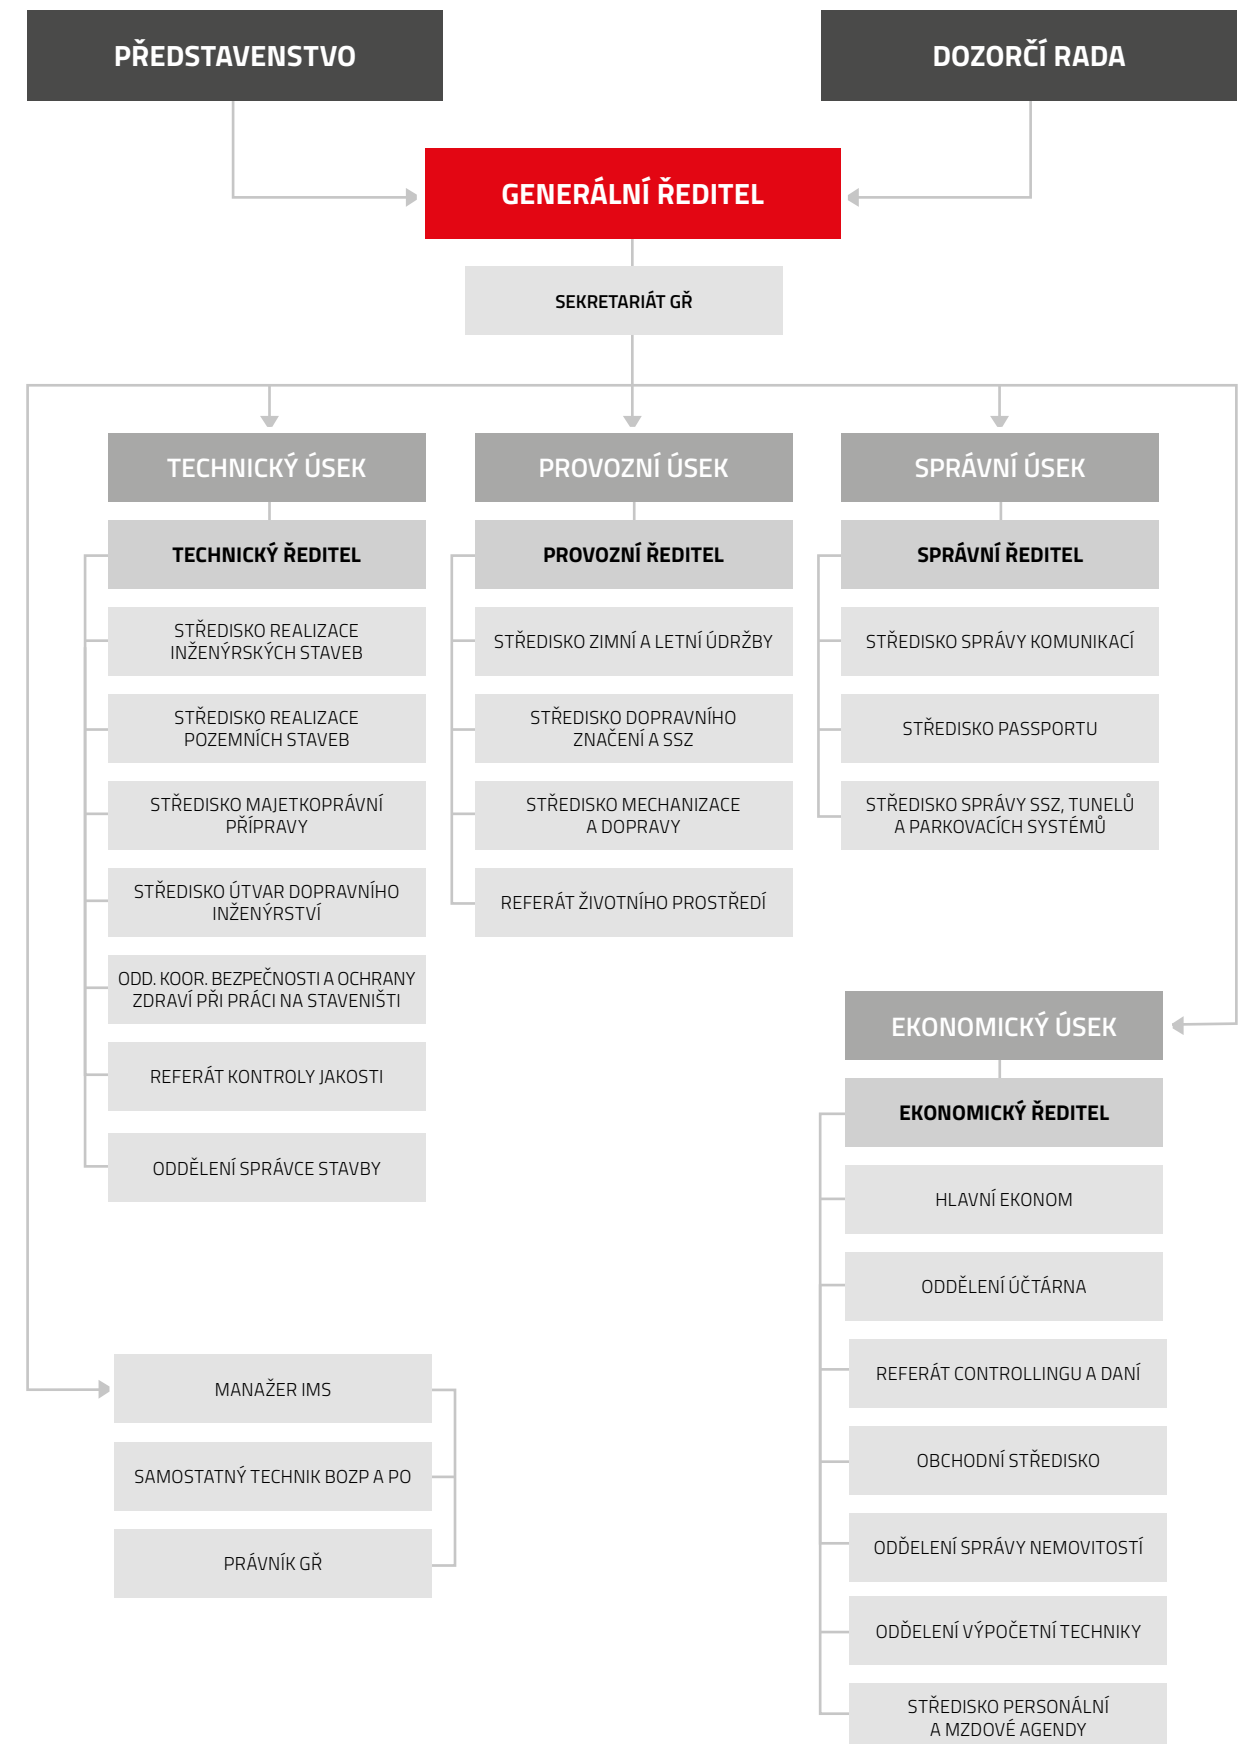 PŘEDSTAVENSTVO
DOZORČÍ RADA
GENERÁLNÍ ŘEDITEL
SEKRETARIÁT GŘ
TECHNICKÝ ÚSEK
TECHNICKÝ ŘEDITEL
STŘEDISKO REALIZACE
INŽENÝRSKÝCH STAVEB
STŘEDISKO REALIZACE
POZEMNÍCH STAVEB
STŘEDISKO MAJETKOPRÁVNÍ
PŘÍPRAVY
STŘEDISKO ÚTVAR DOPRAVNÍHO
INŽENÝRSTVÍ
ODD. KOOR. BEZPEČNOSTI A OCHRANY
ZDRAVÍ PŘI PRÁCI NA STAVENIŠTI
REFERÁT KONTROLY JAKOSTI
ODDĚLENÍ SPRÁVCE STAVBY
PROVOZNÍ ÚSEK
PROVOZNÍ ŘEDITEL
STŘEDISKO ZIMNÍ A LETNÍ ÚDRŽBY
STŘEDISKO DOPRAVNÍHO
ZNAČENÍ A SSZ
STŘEDISKO MECHANIZACE
A DOPRAVY
REFERÁT ŽIVOTNÍHO PROSTŘEDÍ
SPRÁVNÍ ÚSEK
SPRÁVNÍ ŘEDITEL
STŘEDISKO SPRÁVY KOMUNIKACÍ
STŘEDISKO PASSPORTU
STŘEDISKO SPRÁVY SSZ, TUNELŮ
A PARKOVACÍCH SYSTÉMŮ
EKONOMICKÝ ÚSEK
EKONOMICKÝ ŘEDITEL
HLAVNÍ EKONOM
ODDĚLENÍ ÚČTÁRNA
REFERÁT CONTROLLINGU A DANÍ
OBCHODNÍ STŘEDISKO
ODĎELENÍ SPRÁVY NEMOVITOSTÍ
ODĎELENÍ VÝPOČETNÍ TECHNIKY
STŘEDISKO PERSONÁLNÍ
A MZDOVÉ AGENDY
MANAŽER IMS
SAMOSTATNÝ TECHNIK BOZP A PO
PRÁVNÍK GŘ